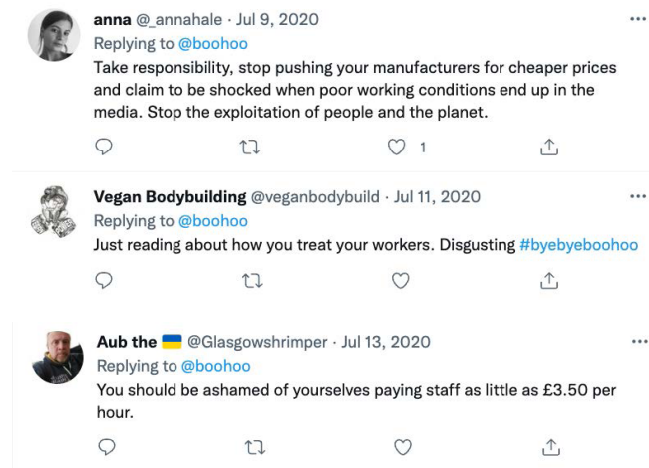 anna @_annahale · Jul 9, 2020
Replying to @boohoo
Take responsibility, stop pushing your manufacturers for cheaper prices
and claim to be shocked when poor working conditions end up in the
media. Stop the exploitation of people and the planet.
1
Vegan Bodybuilding @veganbodybuild · Jul 11, 2020
Replying to @boohoo
Just reading about how you treat your workers. Disgusting #byebyeboohoo
Aub the 🇺🇦 @Glasgowshrimper · Jul 13, 2020
Replying to @boohoo
You should be ashamed of yourselves paying staff as little as £3.50 per
hour.